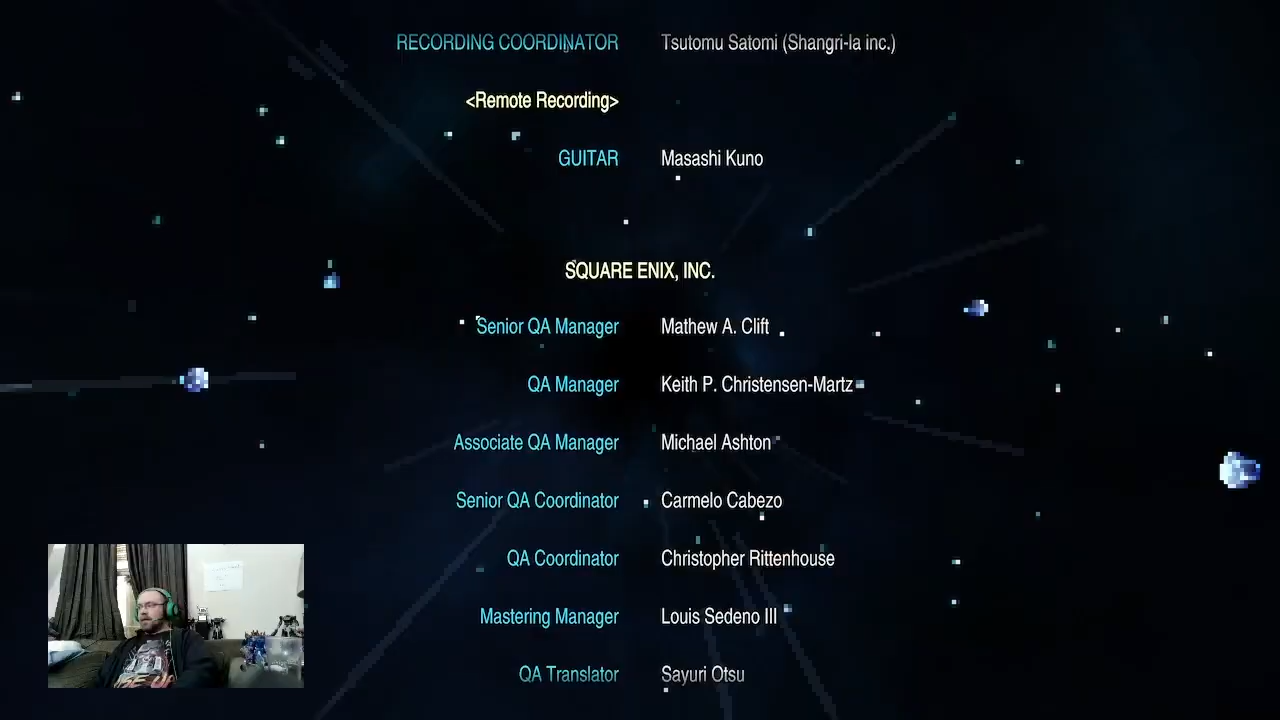 RECORDING COORDINATOR Tsutomu Satomi (Shangri-la inc.)
<Remote Recording>
GUITAR Masashi Kuno
SQUARE ENIX, INC.
Senior QA Manager Mathew A. Clift
QA Manager Keith P. Christensen-Martz
Associate QA Manager Michael Ashton
Senior QA Coordinator Carmelo Cabezo
QA Coordinator Christopher Rittenhouse
Mastering Manager Louis Sedeno III
QA Translator Sayuri Otsu